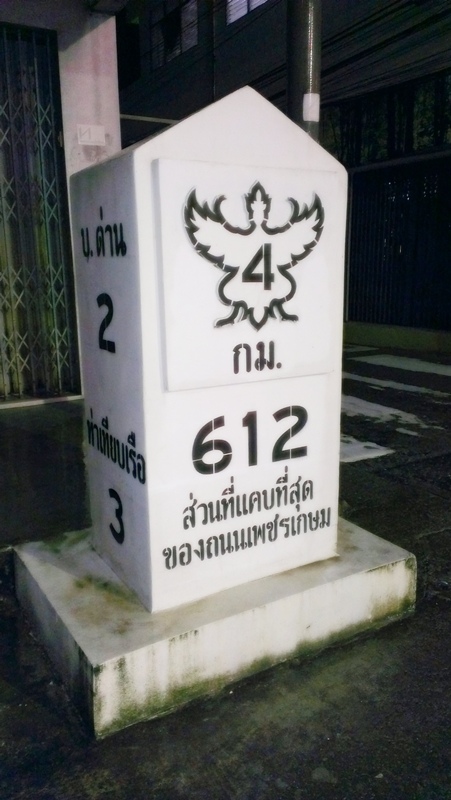 บ. ด่าน
2
ท่าเทียบเรือ
3
4
กม.
612
ส่วนที่แคบที่สุด
ของถนนเพชรเกษม